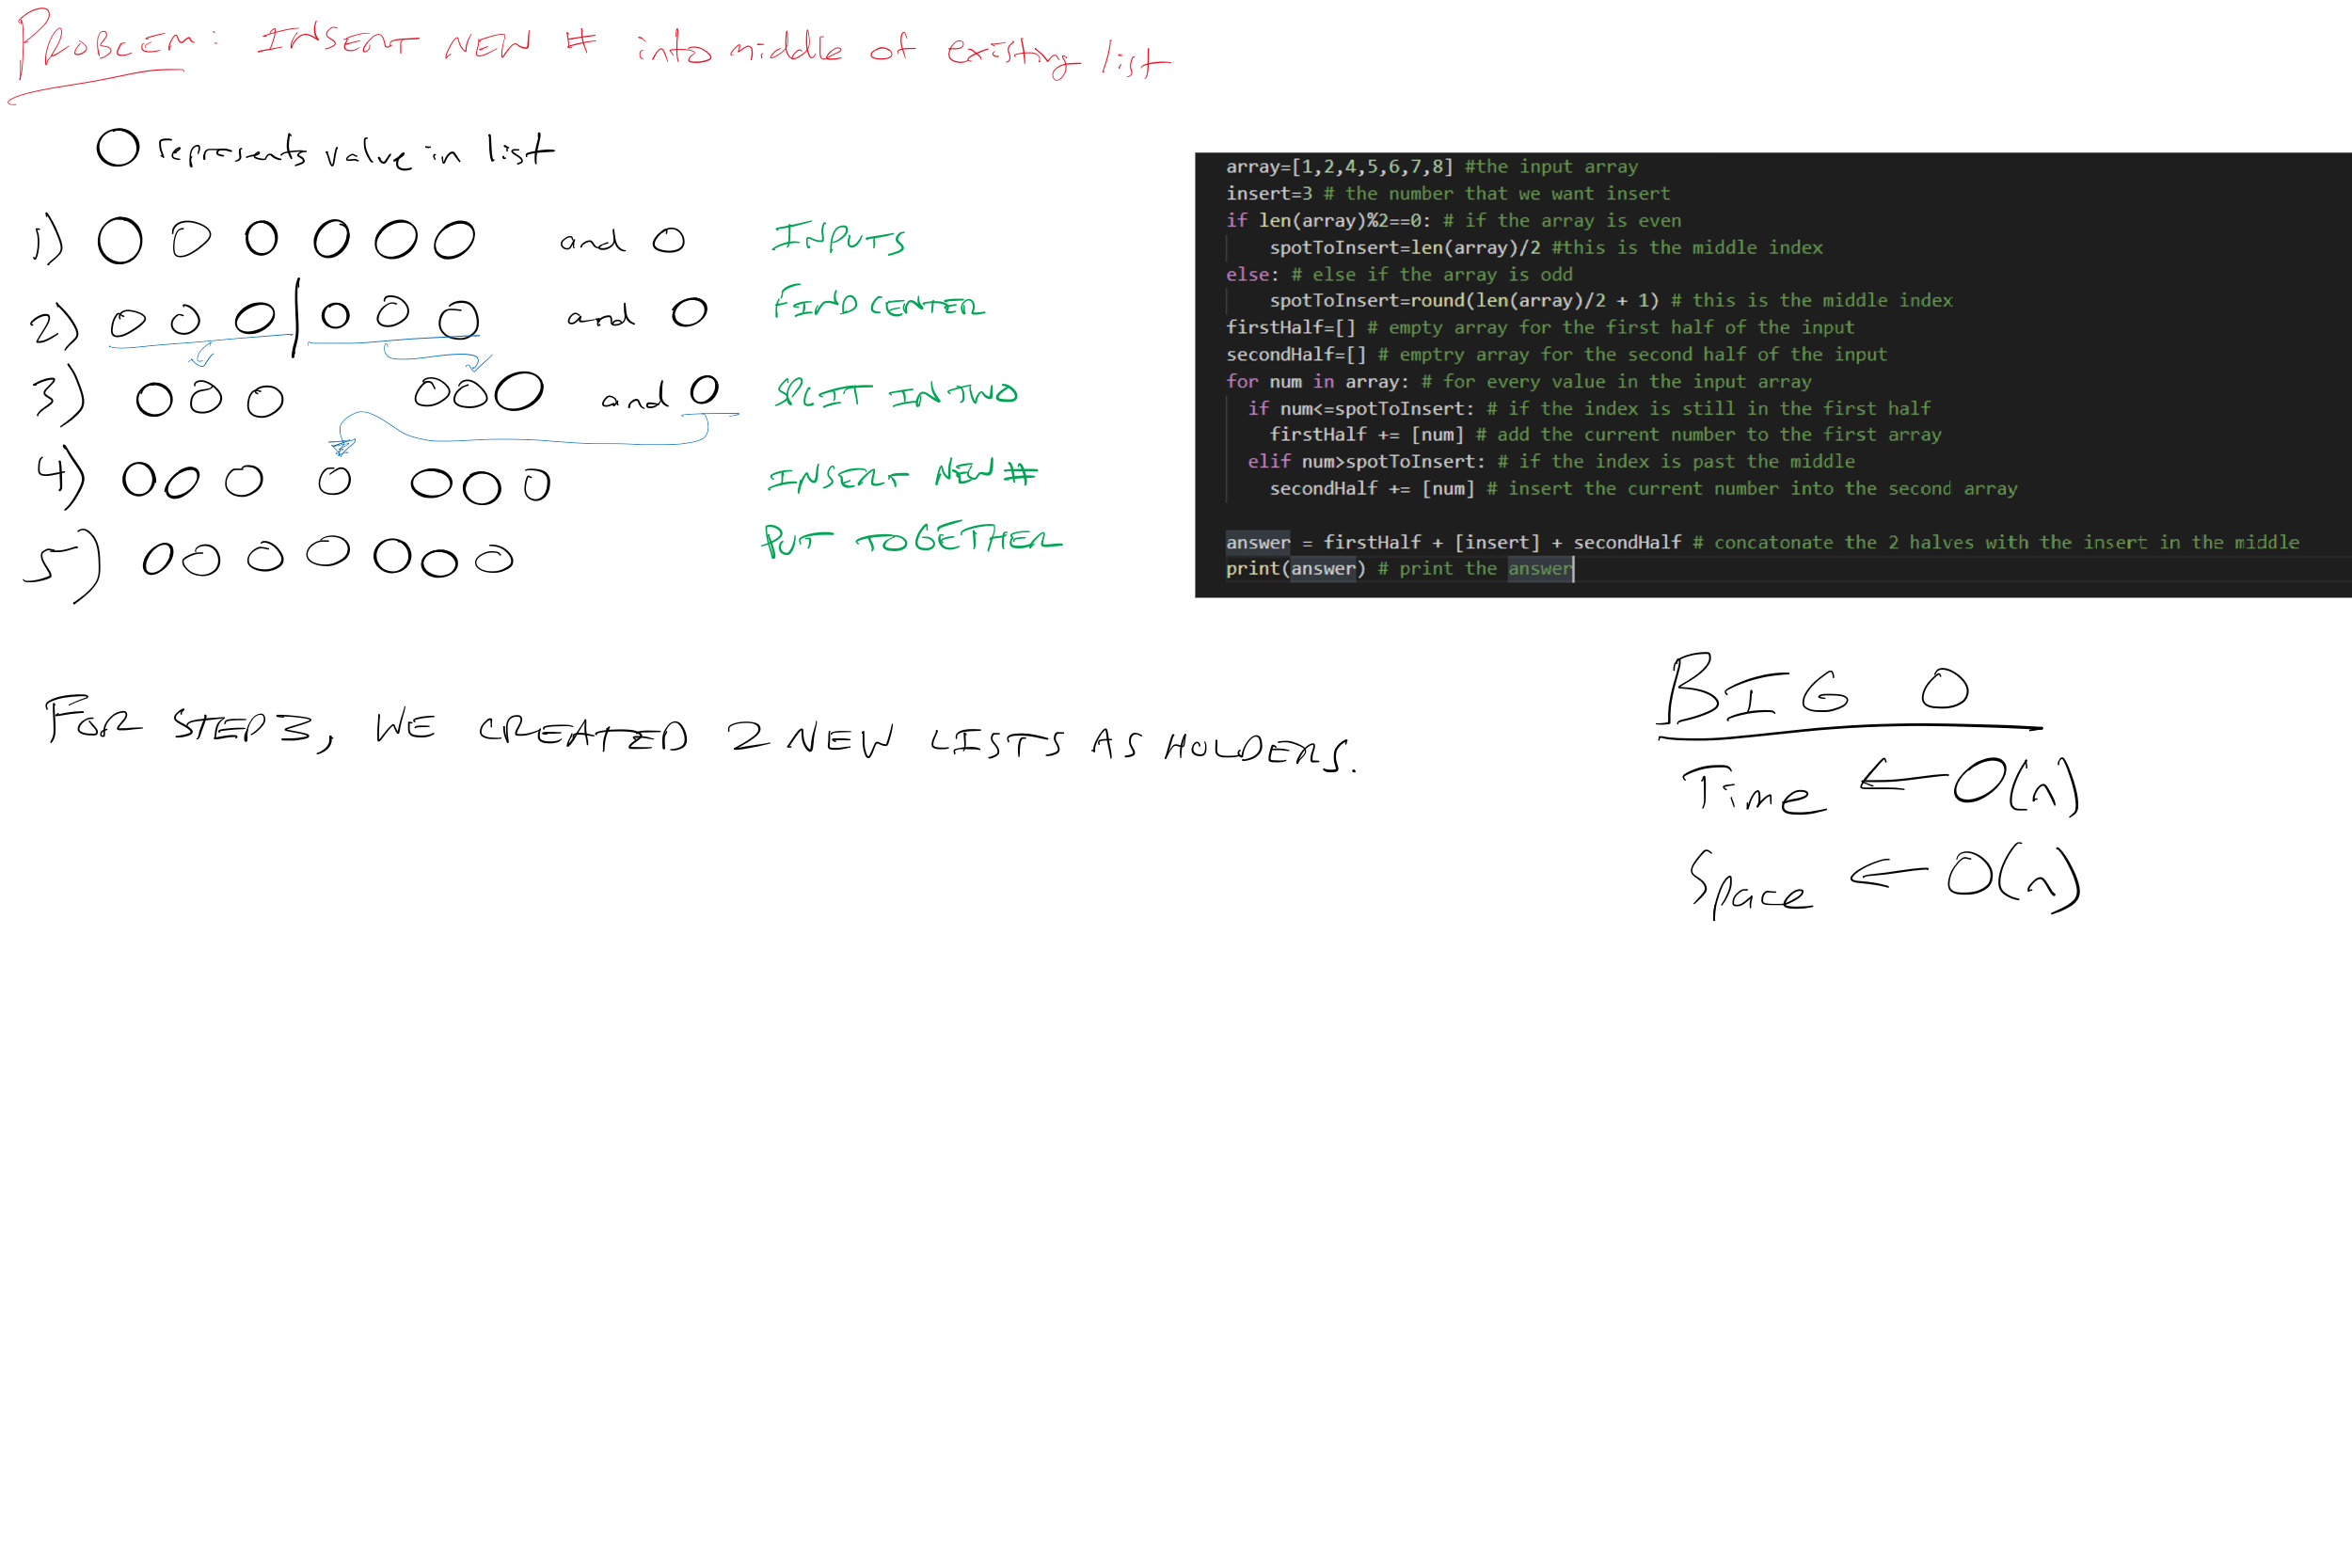 PROBLEM: INSERT NEW # into middle of existing list
O represents value in list
1) O O O O O O and O INPUTS
2) O O O | O O O and O FIND CENTER
3) O O O O O O and O SPLIT IN TWO
4) O O O O O O O INSERT NEW #
5) O O O O O O O PUT TOGETHER
array=[1,2,4,5,6,7,8] #the input array
insert=3 # the number that we want insert
if len(array)%2==0: # if the array is even
    spotToInsert=len(array)/2 #this is the middle index
else: # else if the array is odd
    spotToInsert=round(len(array)/2 + 1) # this is the middle index
firstHalf=[] # empty array for the first half of the input
secondHalf=[] # emptry array for the second half of the input
for num in array: # for every value in the input array
  if num<=spotToInsert: # if the index is still in the first half
    firstHalf += [num] # add the current number to the first array
  elif num>spotToInsert: # if the index is past the middle
    secondHalf += [num] # insert the current number into the second array
answer = firstHalf + [insert] + secondHalf # concatonate the 2 halves with the insert in the middle
print(answer) # print the answer
FOR STEP 3, WE CREATED 2 NEW LISTS AS HOLDERS.
BIG O
Time ← O(n)
Space ← O(n)